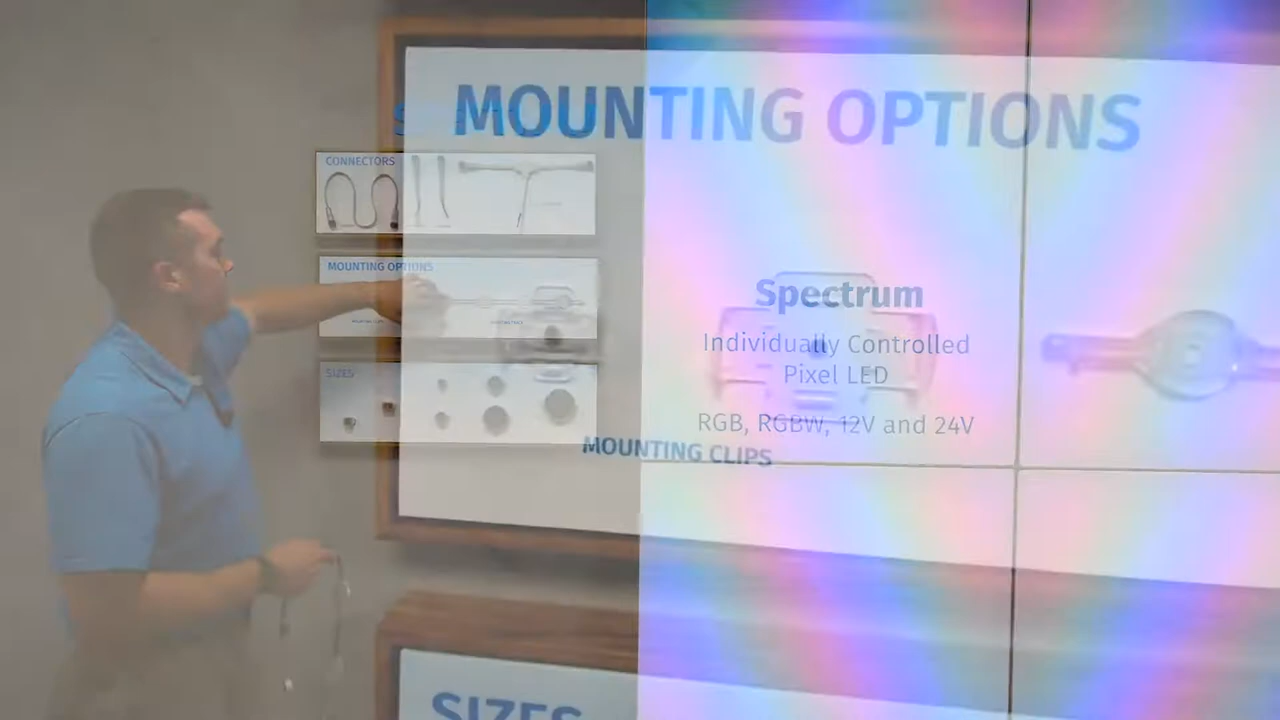 MOUNTING OPTIONS
CONNECTORS
MOUNTING OPTIONS
SIZES
Spectrum
Individually Controlled
Pixel LED
RGB, RGBW, 12V and 24V
MOUNTING CLIPS
SIZES